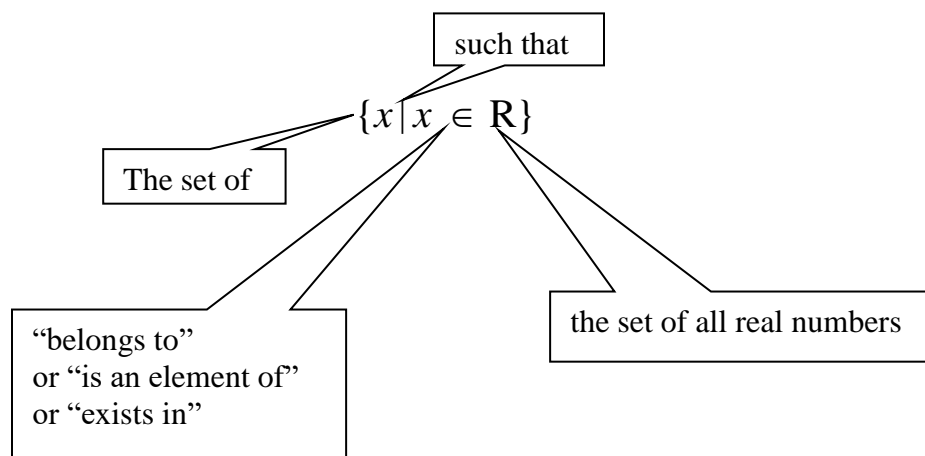 such that
{x | x ∈ R}
The set of
“belongs to”
or “is an element of”
or “exists in”
the set of all real numbers